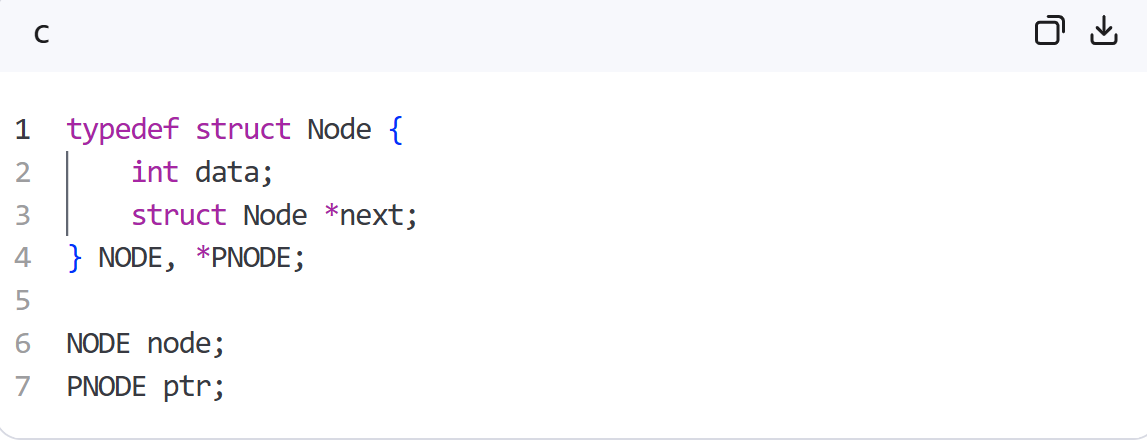 c
1 typedef struct Node {
2     int data;
3     struct Node *next;
4 } NODE, *PNODE;
5
6 NODE node;
7 PNODE ptr;